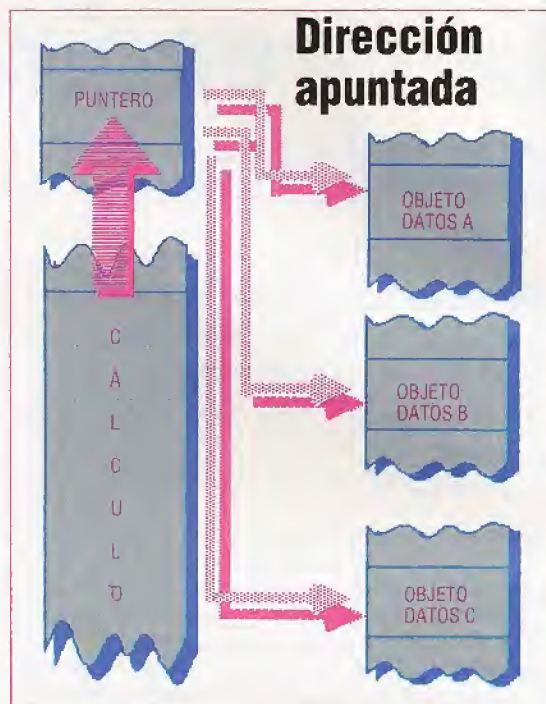 Dirección
apuntada
PUNTERO
OBJETO
DATOS A
C
A
L
C
U
L
O
OBJETO
DATOS B
OBJETO
DATOS C